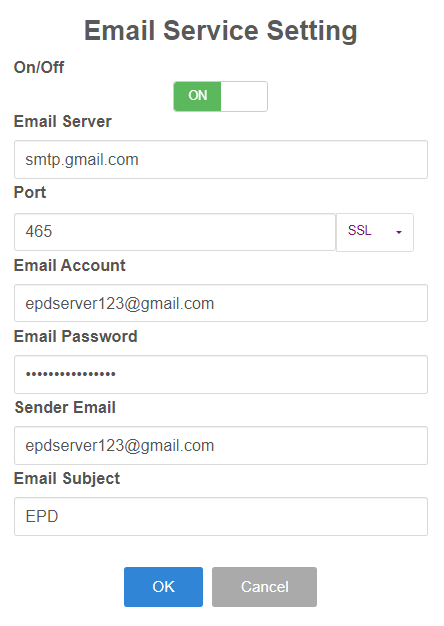 Email Service Setting
On/Off
ON
Email Server
smtp.gmail.com
Port
465 SSL
Email Account
epdserver123@gmail.com
Email Password
••••••••••••••••
Sender Email
epdserver123@gmail.com
Email Subject
EPD
OK Cancel